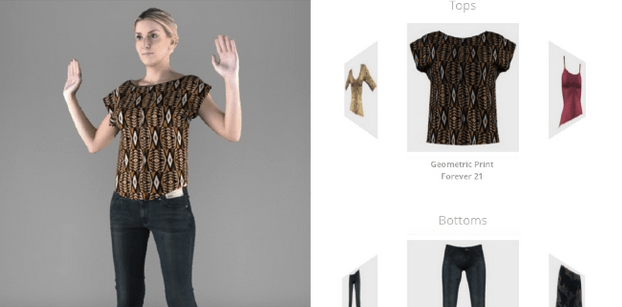 Tops
Geometric Print
Forever 21
Bottoms